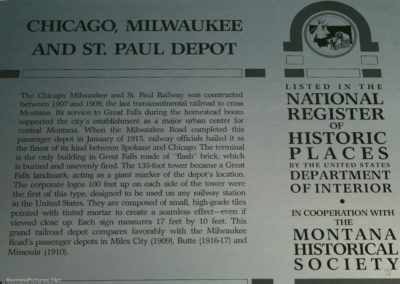 CHICAGO, MILWAUKEE
AND ST. PAUL DEPOT
The Chicago, Milwaukee and St. Paul Railway was constructed
between 1907 and 1909, the last transcontinental railroad to cross
Montana. Its service to Great Falls during the homestead boom
supported the city's establishment as a major urban center for
central Montana. When the Milwaukee Road completed this
passenger depot in January of 1915, railway officials hailed it as
the finest of its kind between Spokane and Chicago. The terminal
is the only building in Great Falls made of "flash" brick, which
is burned and unevenly fired. The 135-foot tower became a Great
Falls landmark, acting as a giant marker of the depot's location.
The corporate logos 100 feet up on each side of the tower were
the first of this type, designed to be used on any railway station
in the United States. They are composed of small, high-grade tiles
pointed with tinted mortar to create a seamless effect—even if
viewed close up. Each sign measures 17 feet by 10 feet. This
grand railroad depot compares favorably with the Milwaukee
Road's passenger depots in Miles City (1909), Butte (1916-17) and
Missoula (1910).
LISTED IN THE
NATIONAL
REGISTER
OF
HISTORIC
PLACES
BY THE UNITED STATES
DEPARTMENT
OF INTERIOR
•
IN COOPERATION WITH
THE
MONTANA
HISTORICAL
SOCIETY
MontanaPictures.Net